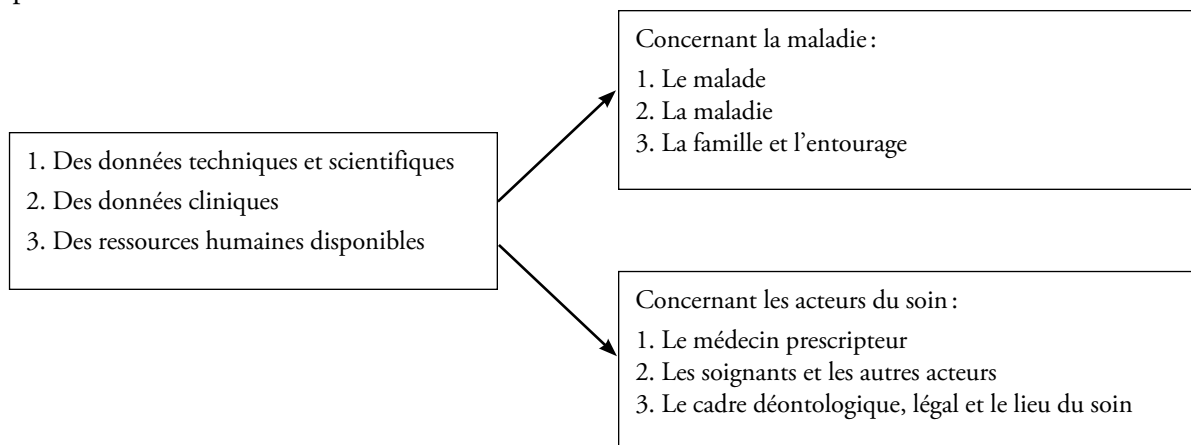 1. Des données techniques et scientifiques
2. Des données cliniques
3. Des ressources humaines disponibles
Concernant la maladie :
1. Le malade
2. La maladie
3. La famille et l'entourage
Concernant les acteurs du soin :
1. Le médecin prescripteur
2. Les soignants et les autres acteurs
3. Le cadre déontologique, légal et le lieu du soin